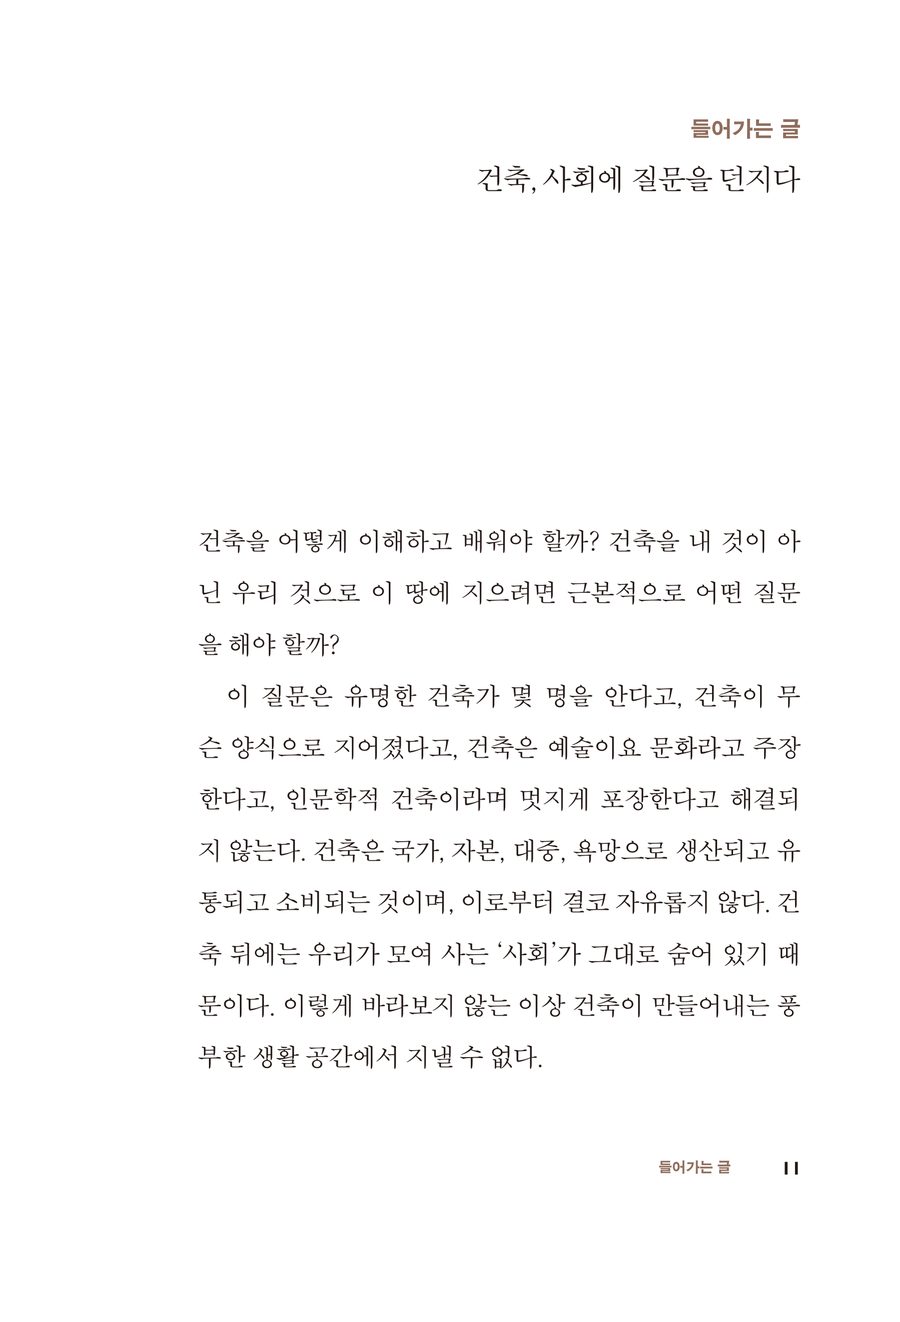 들어가는 글
건축, 사회에 질문을 던지다
건축을 어떻게 이해하고 배워야 할까? 건축을 내 것이 아
닌 우리 것으로 이 땅에 지으려면 근본적으로 어떤 질문
을 해야 할까?
이 질문은 유명한 건축가 몇 명을 안다고, 건축이 무
슨 양식으로 지어졌다고, 건축은 예술이요 문화라고 주장
한다고, 인문학적 건축이라며 멋지게 포장한다고 해결되
지 않는다. 건축은 국가, 자본, 대중, 욕망으로 생산되고 유
통되고 소비되는 것이며, 이로부터 결코 자유롭지 않다. 건
축 뒤에는 우리가 모여 사는 ‘사회’가 그대로 숨어 있기 때
문이다. 이렇게 바라보지 않는 이상 건축이 만들어내는 풍
부한 생활 공간에서 지낼 수 없다.
들어가는 글 11